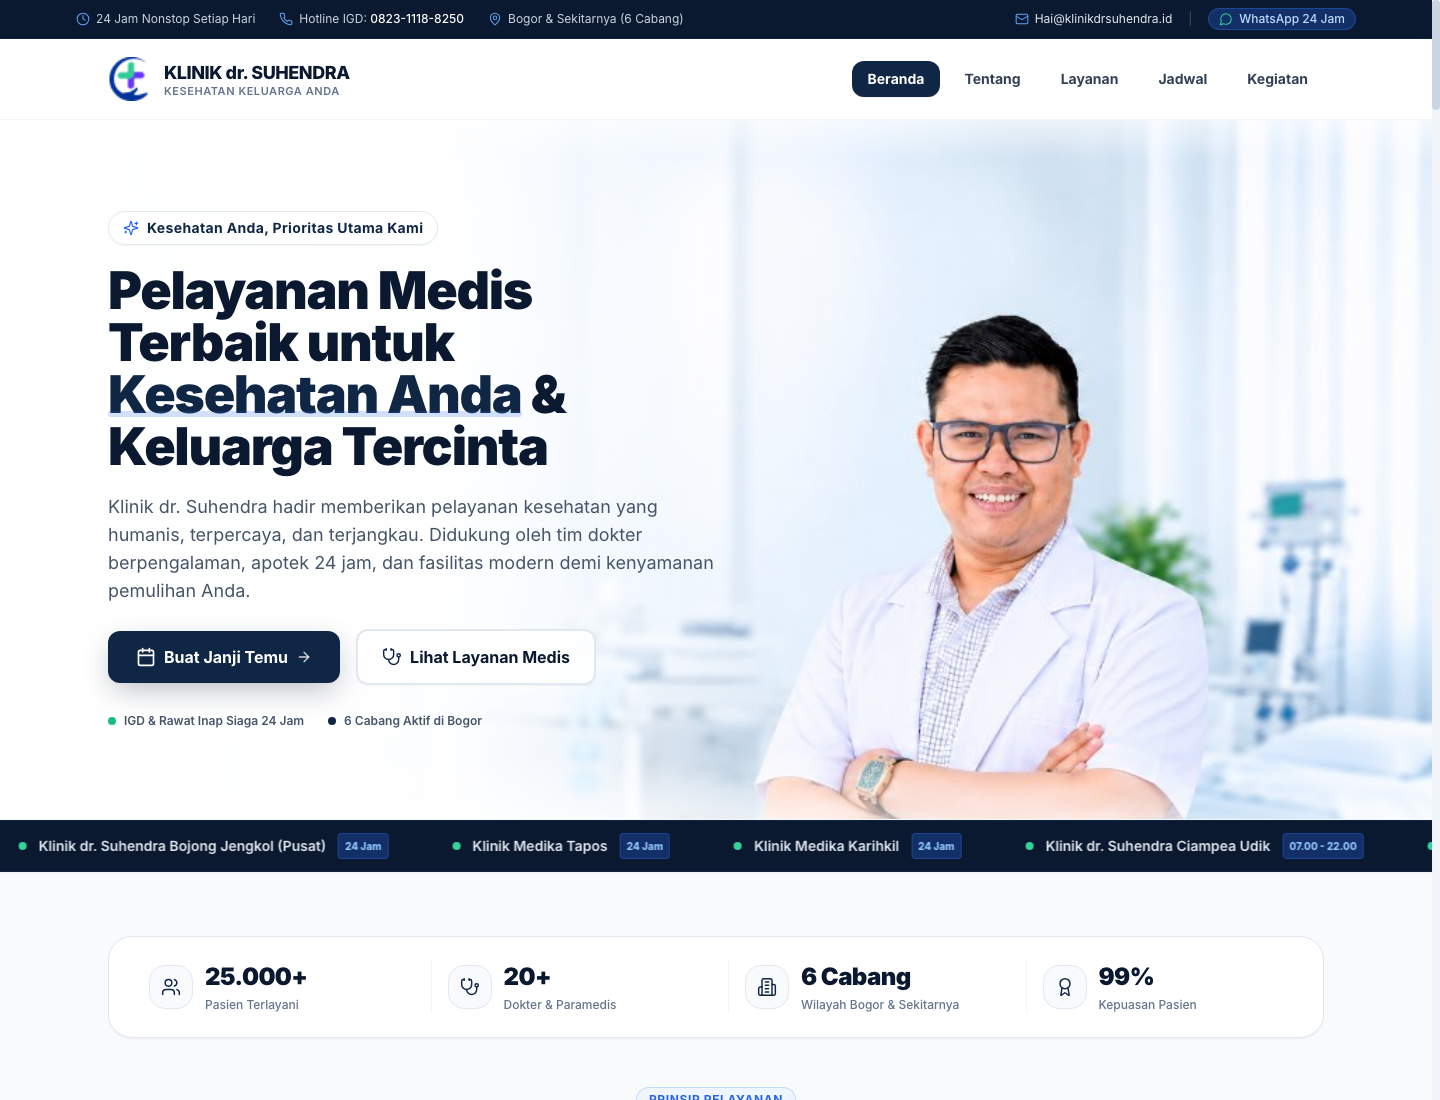 24 Jam Nonstop Setiap Hari
Hotline IGD: 0823-1118-8250
Bogor & Sekitarnya (6 Cabang)
Hai@klinikdrsuhendra.id
WhatsApp 24 Jam
KLINIK dr. SUHENDRA
KESEHATAN KELUARGA ANDA
Beranda
Tentang
Layanan
Jadwal
Kegiatan
Kesehatan Anda, Prioritas Utama Kami
Pelayanan Medis
Terbaik untuk
Kesehatan Anda &
Keluarga Tercinta
Klinik dr. Suhendra hadir memberikan pelayanan kesehatan yang
humanis, terpercaya, dan terjangkau. Didukung oleh tim dokter
berpengalaman, apotek 24 jam, dan fasilitas modern demi kenyamanan
pemulihan Anda.
Buat Janji Temu
Lihat Layanan Medis
IGD & Rawat Inap Siaga 24 Jam
6 Cabang Aktif di Bogor
Klinik dr. Suhendra Bojong Jengkol (Pusat) 24 Jam
Klinik Medika Tapos 24 Jam
Klinik Medika Karihkil 24 Jam
Klinik dr. Suhendra Ciampea Udik 07.00 - 22.00
25.000+
Pasien Terlayani
20+
Dokter & Paramedis
6 Cabang
Wilayah Bogor & Sekitarnya
99%
Kepuasan Pasien
PRINSIP PELAYANAN